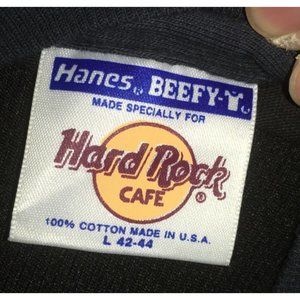 Hanes® BEEFY-T®
MADE SPECIALLY FOR
Hard Rock
CAFE ®
100% COTTON MADE IN U.S.A.
L 42-44